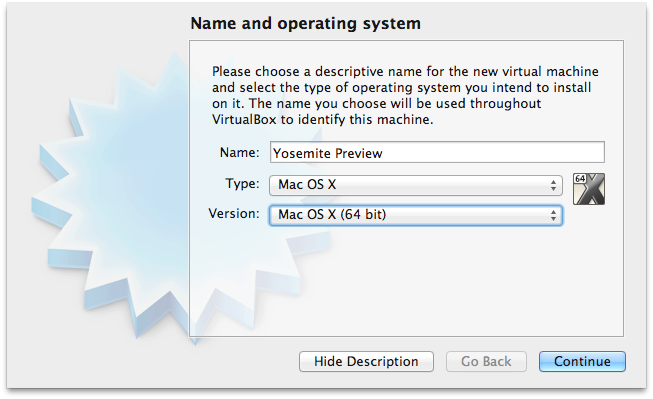 Name and operating system
Please choose a descriptive name for the new virtual machine
and select the type of operating system you intend to install
on it. The name you choose will be used throughout
VirtualBox to identify this machine.
Name: Yosemite Preview
Type: Mac OS X
64
X
Version: Mac OS X (64 bit)
Hide Description Go Back Continue